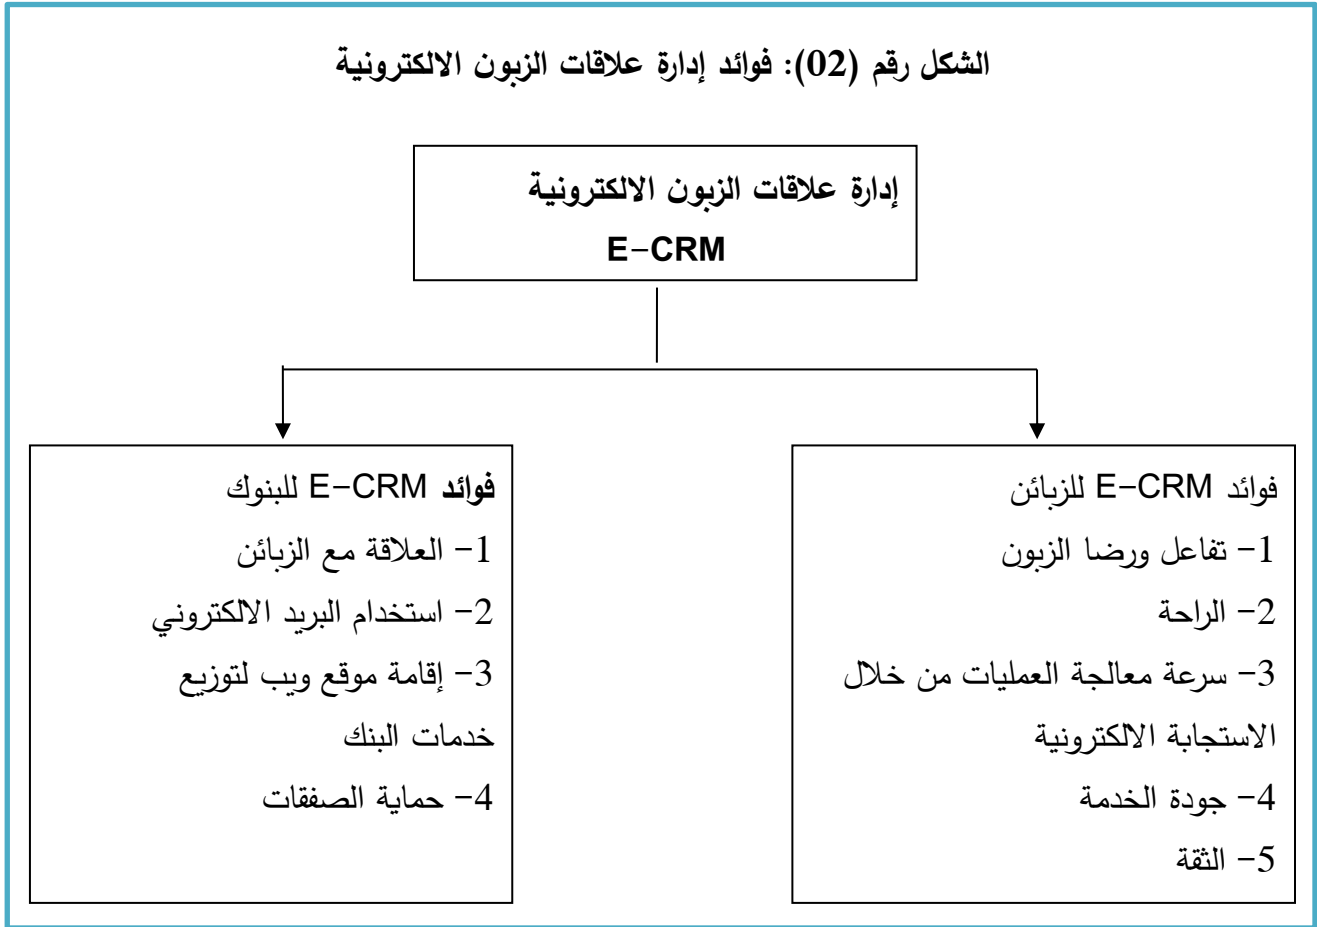 الشكل رقم (02): فوائد إدارة علاقات الزبون الالكترونية
إدارة علاقات الزبون الالكترونية
E-CRM
فوائد E-CRM للزبائن
1- تفاعل ورضا الزبون
2- الراحة
3- سرعة معالجة العمليات من خلال
الاستجابة الالكترونية
4- جودة الخدمة
5- الثقة
فوائد E-CRM للبنوك
1- العلاقة مع الزبائن
2- استخدام البريد الالكتروني
3- إقامة موقع ويب لتوزيع
خدمات البنك
4- حماية الصفقات